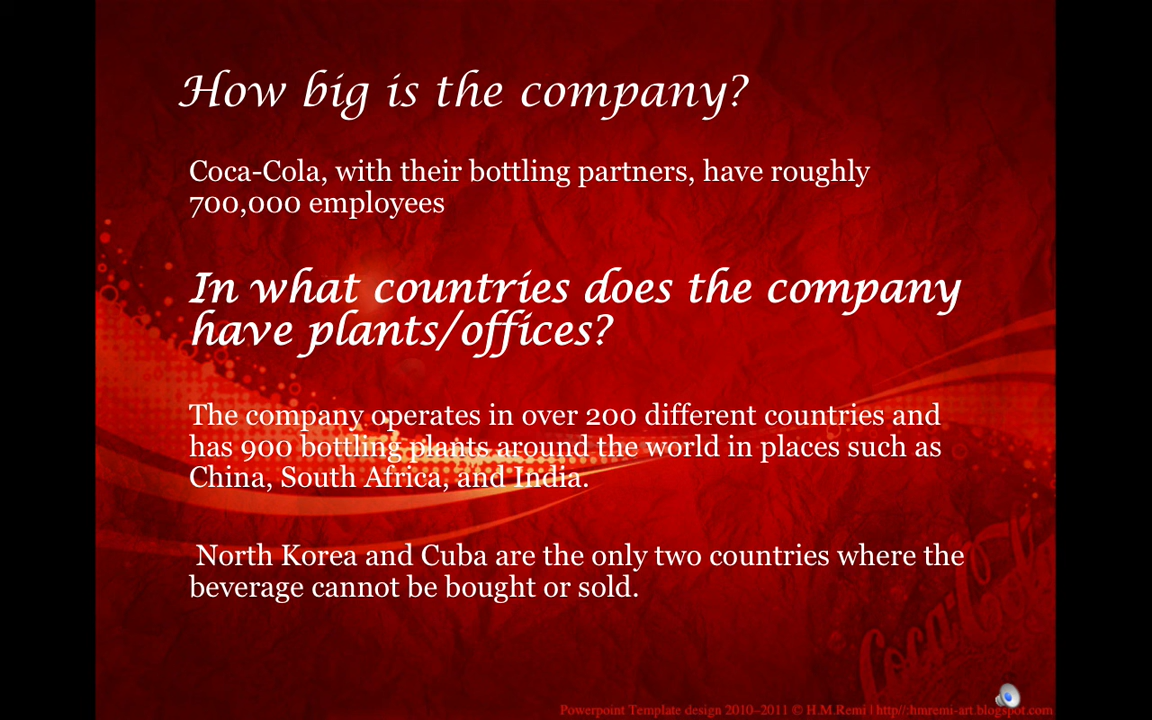 How big is the company?
Coca-Cola, with their bottling partners, have roughly
700,000 employees
In what countries does the company
have plants/offices?
The company operates in over 200 different countries and
has 900 bottling plants around the world in places such as
China, South Africa, and India.
North Korea and Cuba are the only two countries where the
beverage cannot be bought or sold.
Coca-Cola
Powerpoint Template design 2010–2011 © H.M.Remi | http//:hmremi-art.blogspot.com